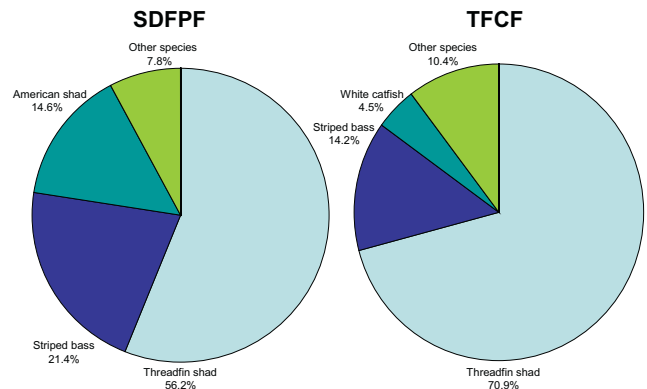 SDFPF
Other species
7.8%
American shad
14.6%
Striped bass
21.4%
Threadfin shad
56.2%
TFCF
Other species
10.4%
White catfish
4.5%
Striped bass
14.2%
Threadfin shad
70.9%